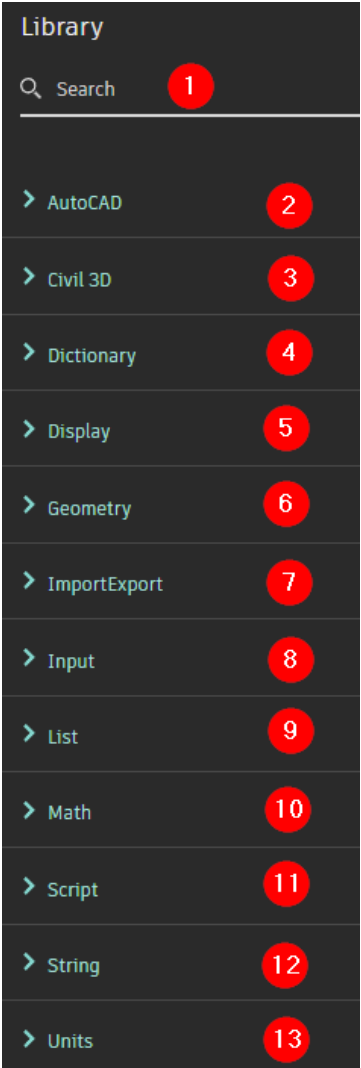 Library
Search 1
AutoCAD 2
Civil 3D 3
Dictionary 4
Display 5
Geometry 6
ImportExport 7
Input 8
List 9
Math 10
Script 11
String 12
Units 13